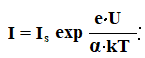 I = Iₛ exp e·U / α·kT :